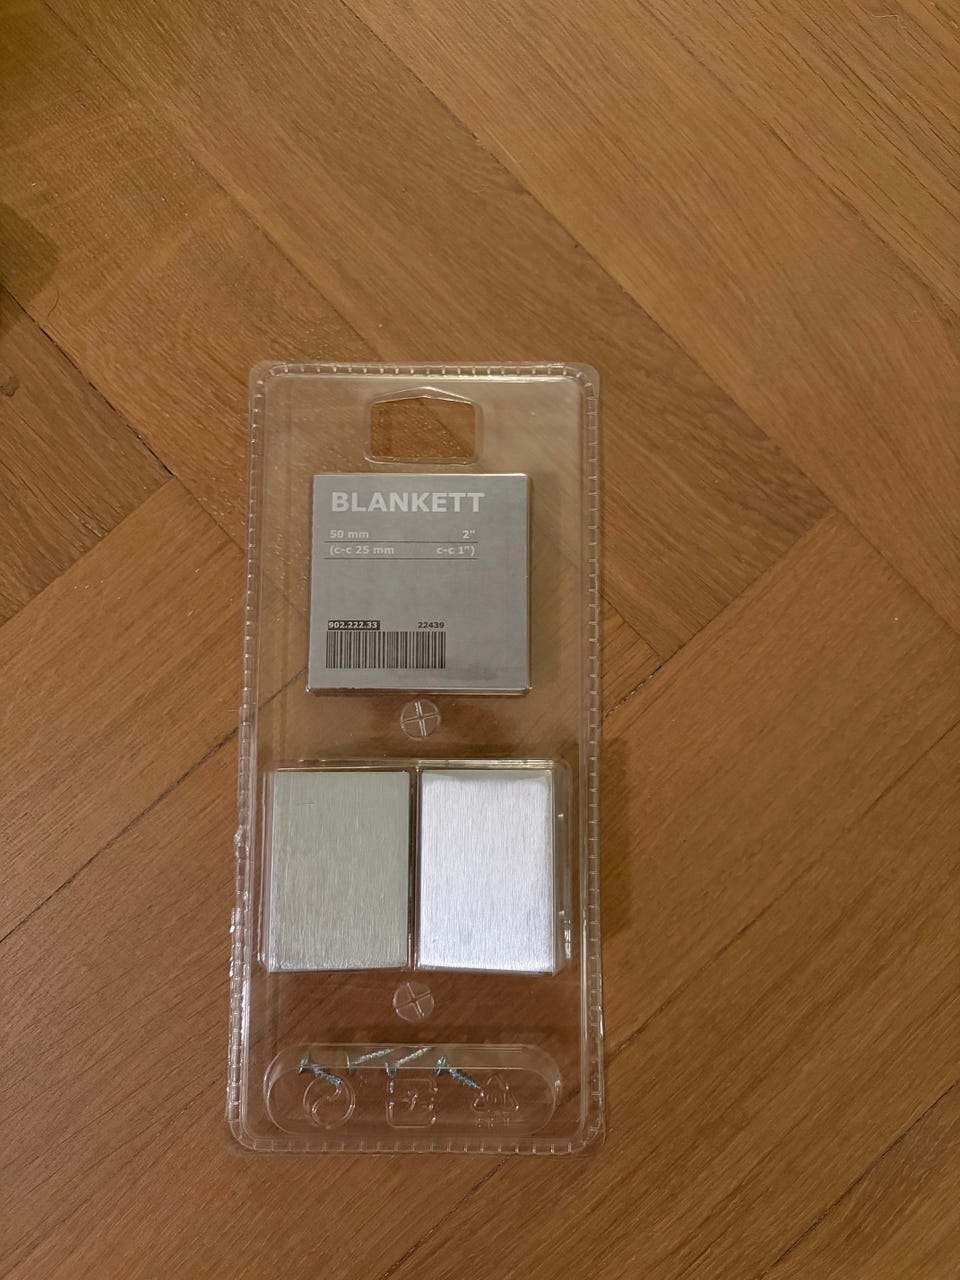 BLANKETT
50 mm 2"
(c-c 25 mm c-c 1")
902.222.33 22439